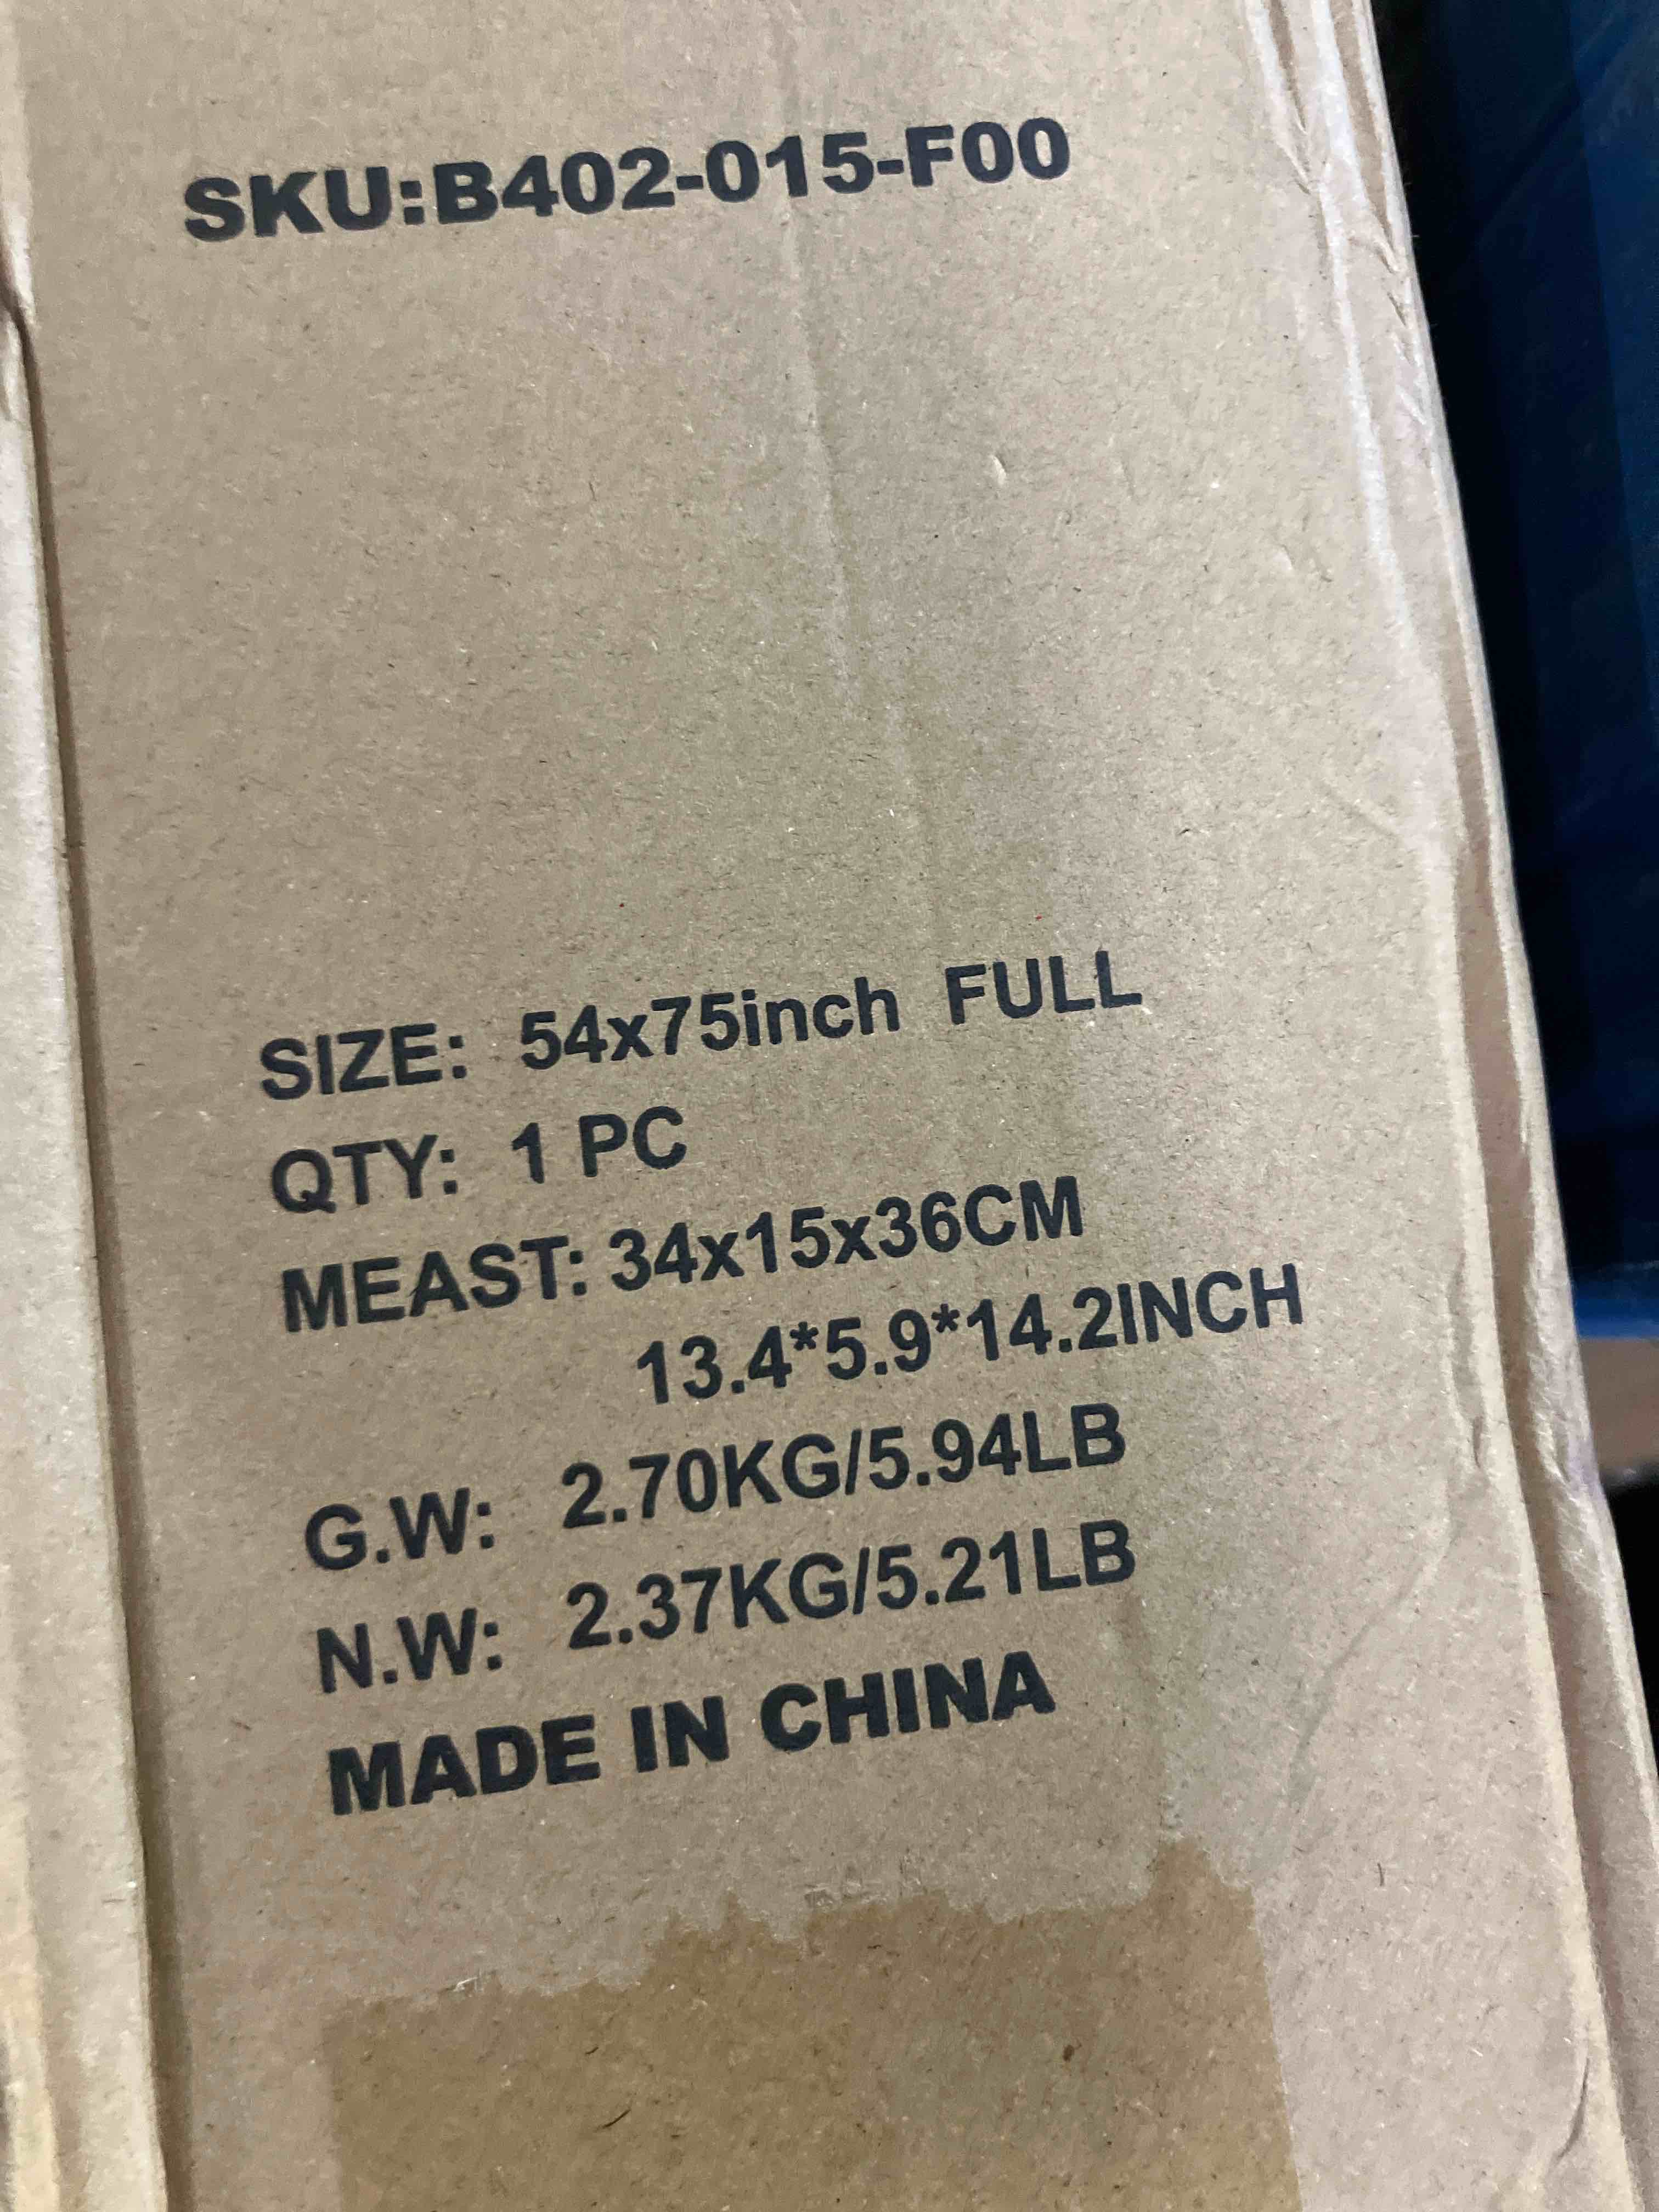 SKU:B402-015-F00
SIZE: 54x75inch FULL
QTY: 1 PC
MEAST: 34x15x36CM
13.4*5.9*14.2INCH
G.W: 2.70KG/5.94LB
N.W: 2.37KG/5.21LB
MADE IN CHINA